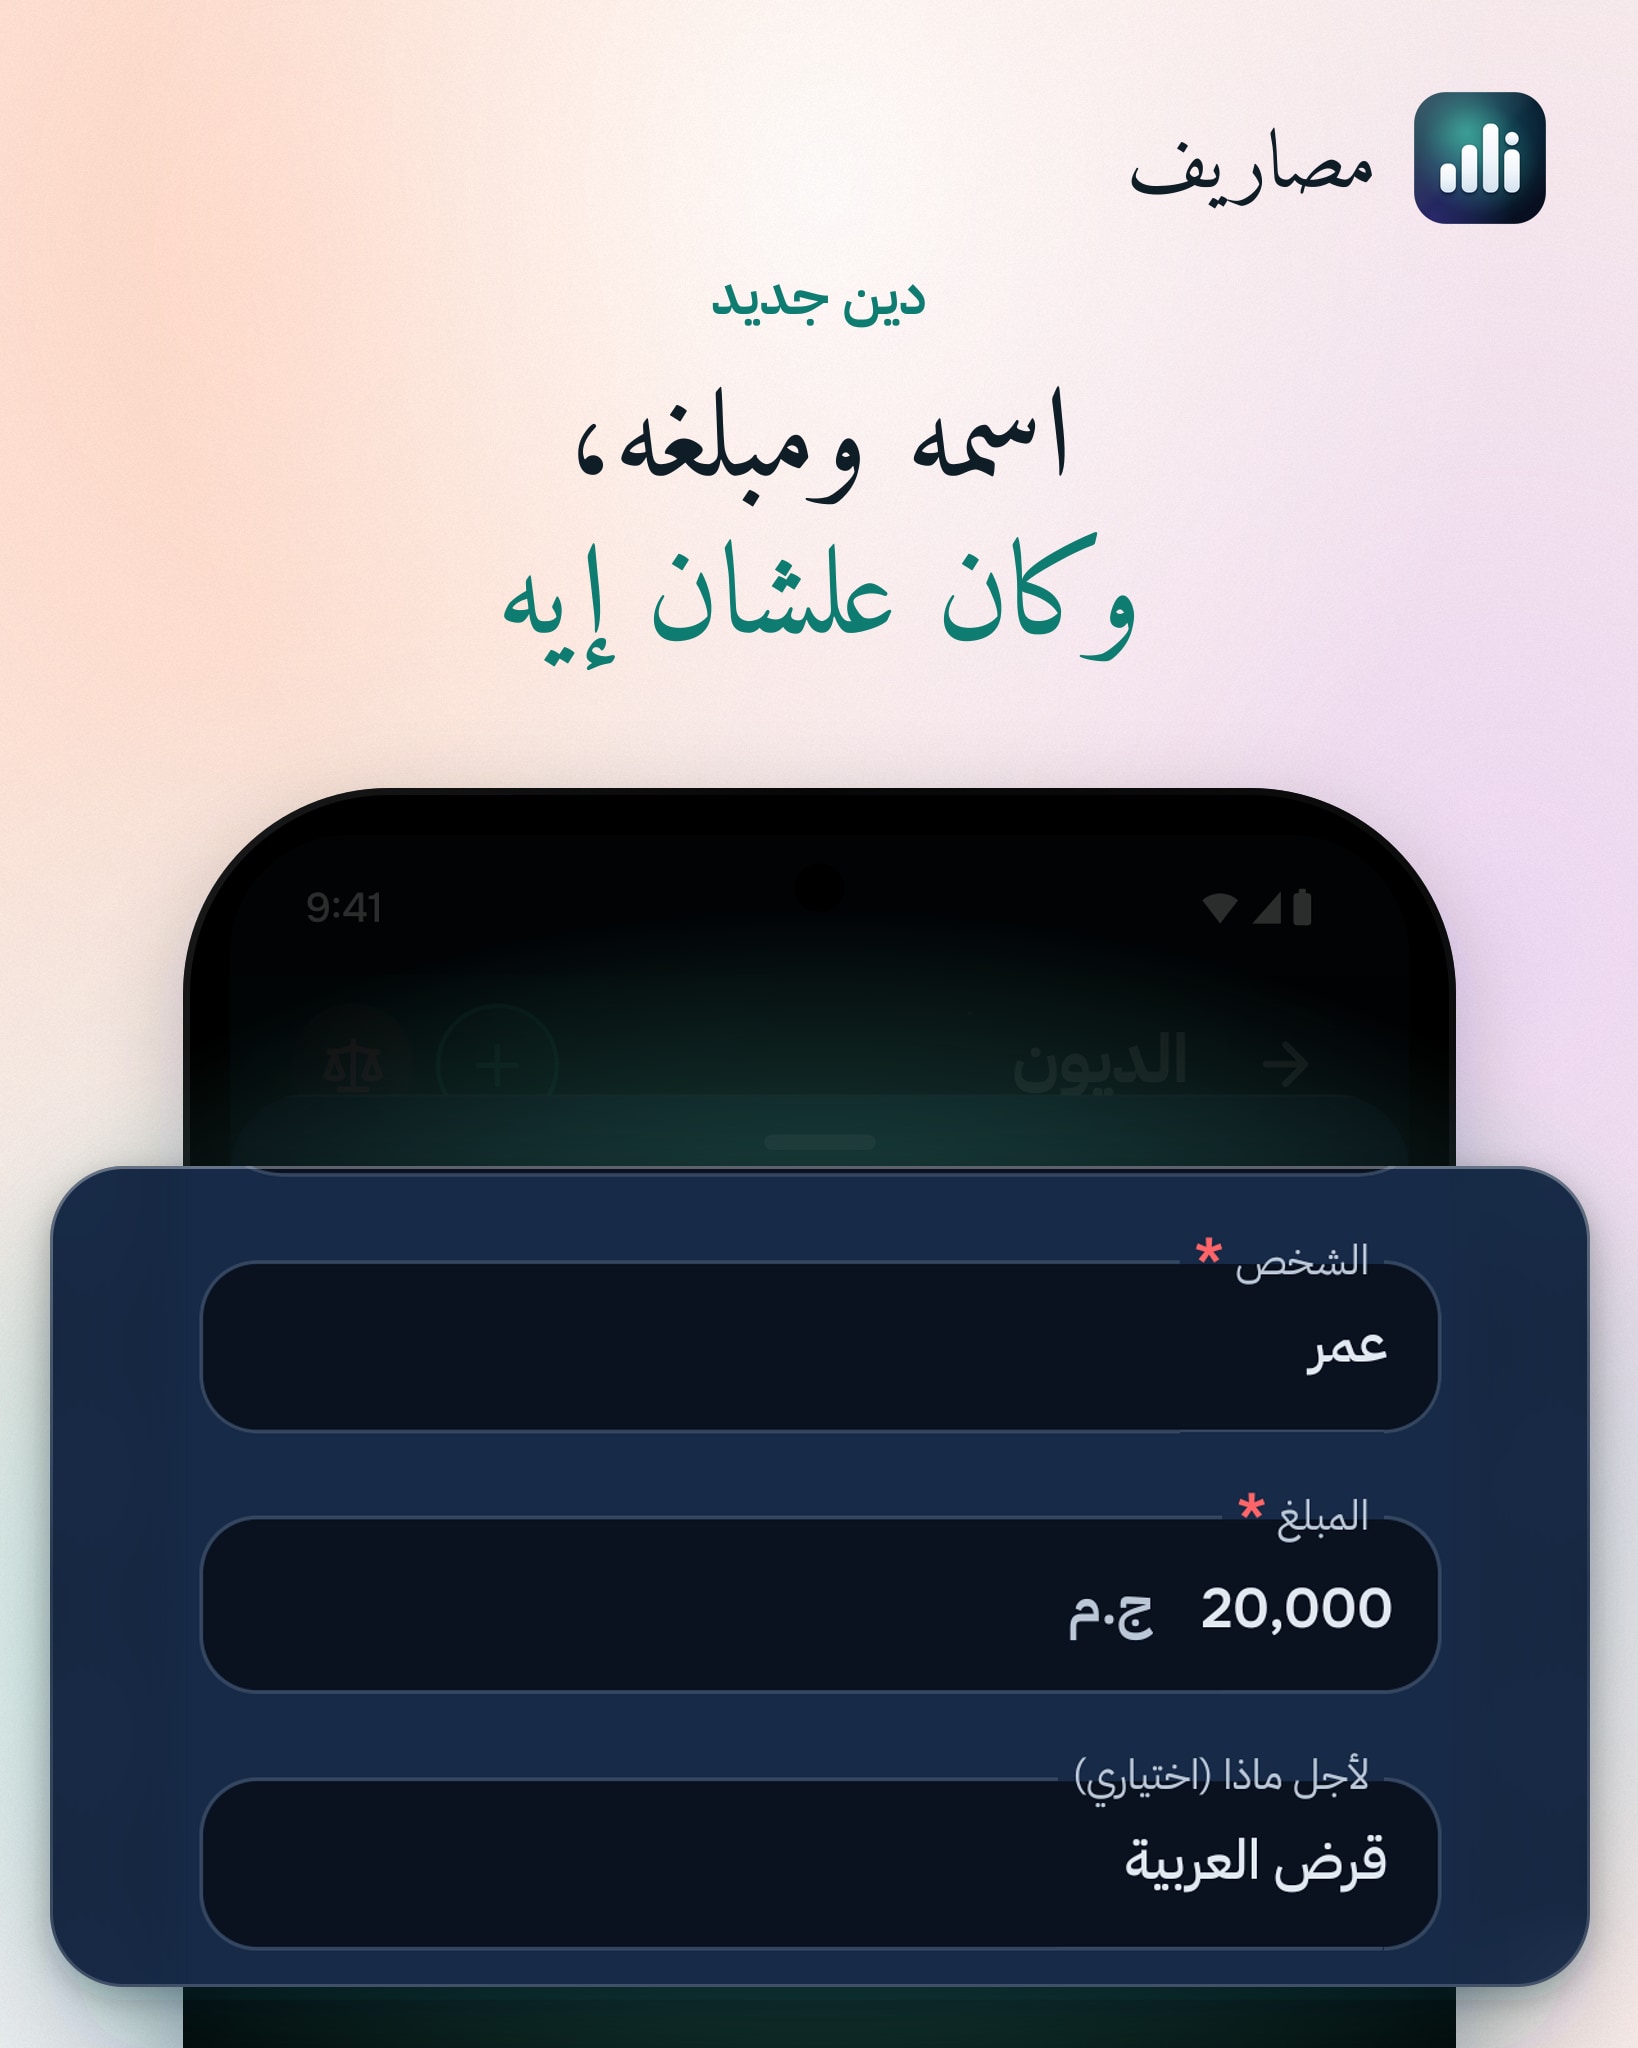 مصاريف
دين جديد
اسمه ومبلغه،
وكان علشان إيه
9:41
الديون
الشخص *
عمر
المبلغ *
20,000 ج.م
لأجل ماذا (اختياري)
قرض العربية